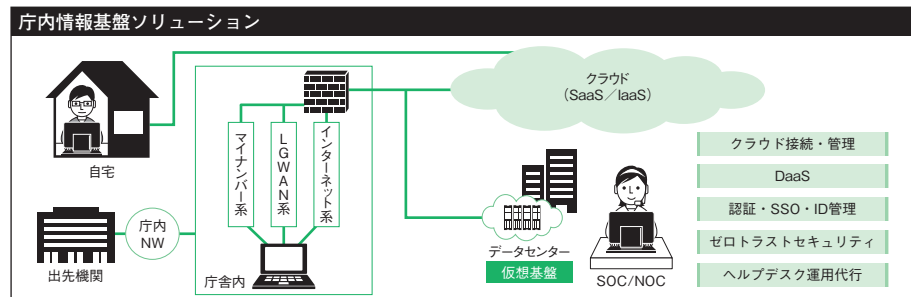 庁内情報基盤ソリューション
クラウド
（SaaS／IaaS）
自宅
マイナンバー系
LGWAN系
インターネット系
庁内
NW
出先機関
庁舎内
データセンター
仮想基盤
SOC/NOC
クラウド接続・管理
DaaS
認証・SSO・ID管理
ゼロトラストセキュリティ
ヘルプデスク運用代行